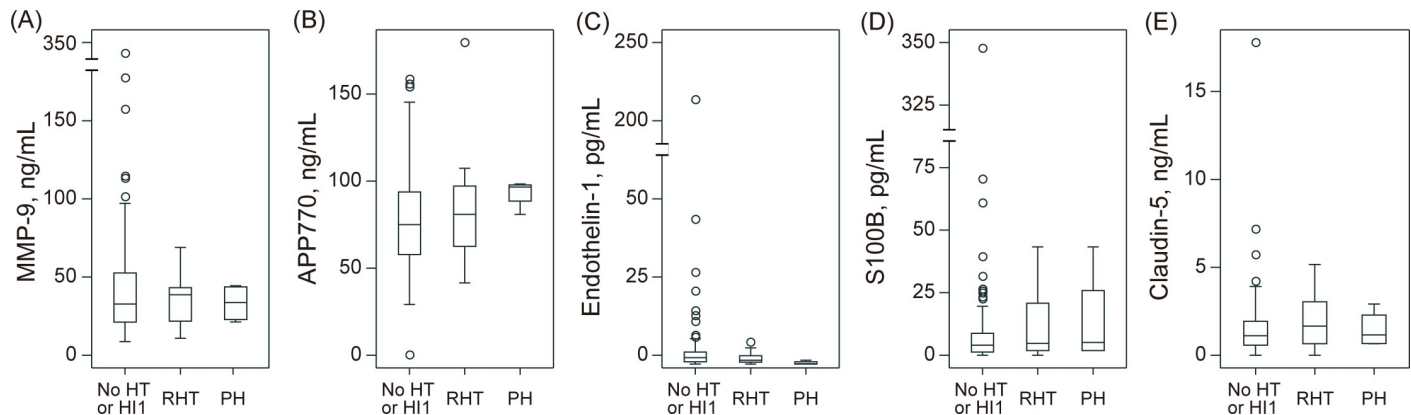 (A)
MMP-9, ng/mL
350
150
100
50
0
No HT
or HI1
RHT
PH
(B)
APP770, ng/mL
150
100
50
0
No HT
or HI1
RHT
PH
(C)
Endothelin-1, pg/mL
250
200
50
25
0
No HT
or HI1
RHT
PH
(D)
S100B, pg/mL
350
325
75
50
25
0
No HT
or HI1
RHT
PH
(E)
Claudin-5, ng/mL
15
10
5
0
No HT
or HI1
RHT
PH